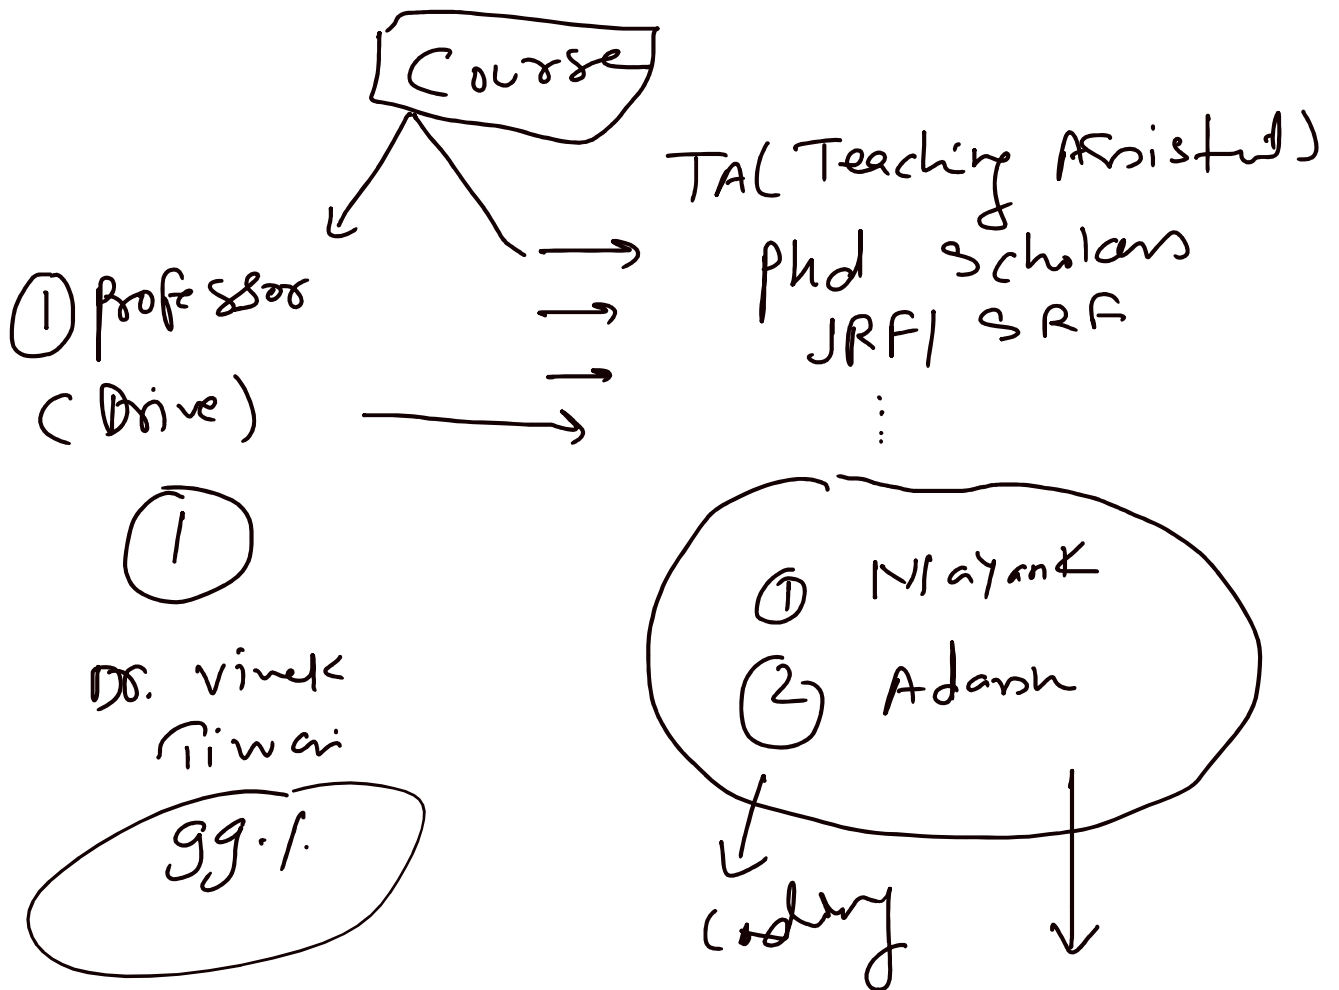 Course
TA (Teaching Assistant)
Phd Scholars
JRF/ SRF
① Professor
(Drive)
1
① Mayank
② Adarsh
Dr. Vivek
Tiwari
99%
Coding